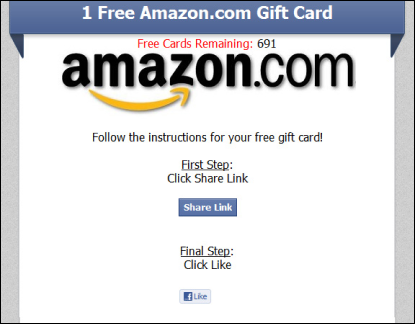 1 Free Amazon.com Gift Card
Free Cards Remaining: 691
amazon.com
Follow the instructions for your free gift card!
First Step:
Click Share Link
Share Link
Final Step:
Click Like
f Like